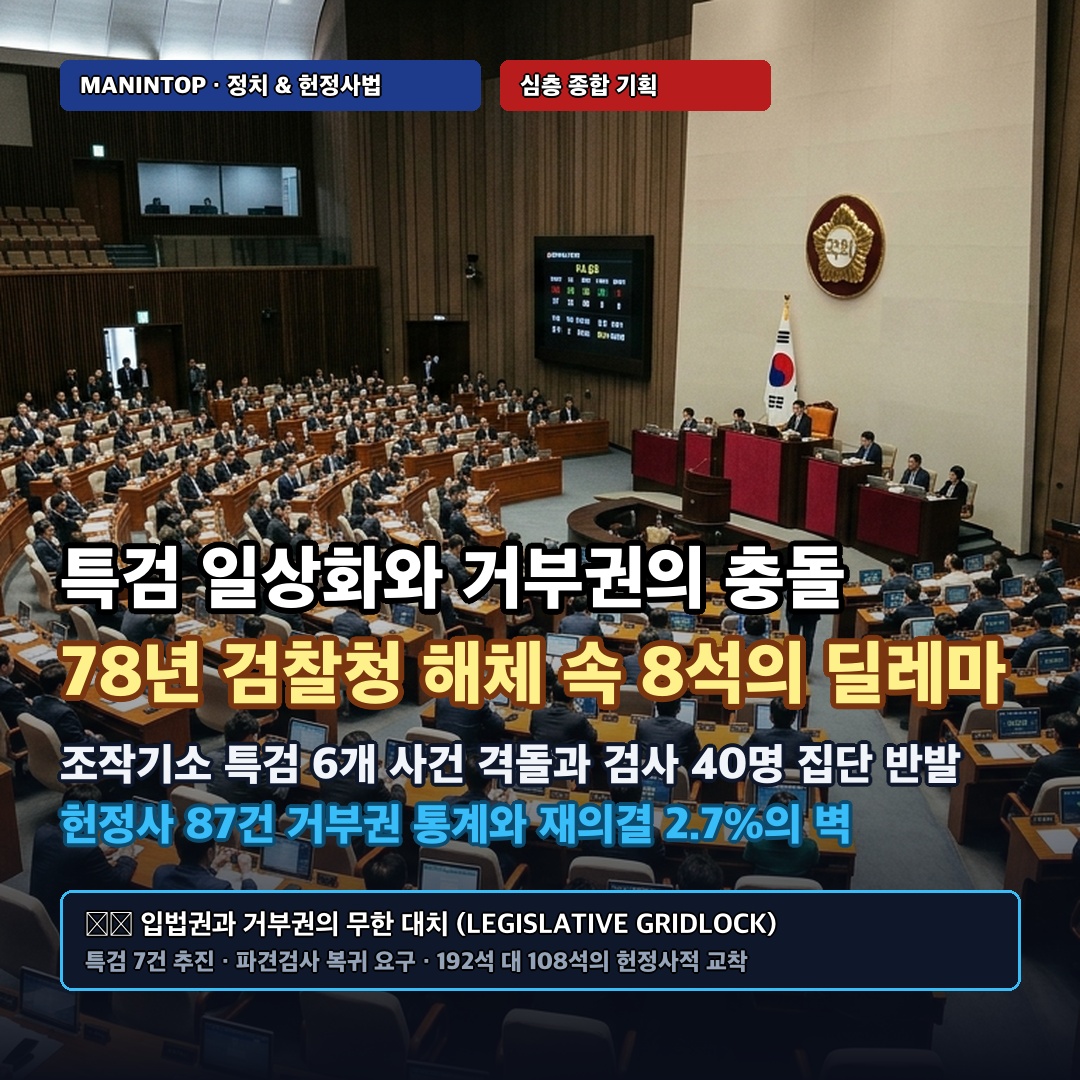 MANINTOP · 정치 & 헌정사법
심층 종합 기획
국회
특검 일상화와 거부권의 충돌
78년 검찰청 해체 속 8석의 딜레마
조작기소 특검 6개 사건 격돌과 검사 40명 집단 반발
헌정사 87건 거부권 통계와 재의결 2.7%의 벽
입법권과 거부권의 무한 대치 (LEGISLATIVE GRIDLOCK)
특검 7건 추진 · 파견검사 복귀 요구 · 192석 대 108석의 헌정사적 교착